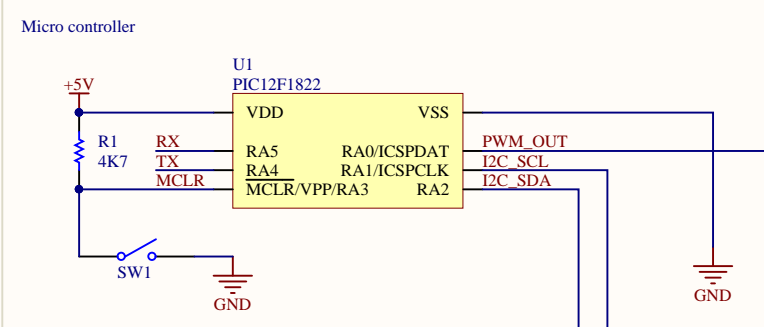 Micro controller
U1
PIC12F1822
+5V
VDD
VSS
R1
4K7
RX
RA5
RA0/ICSPDAT
PWM_OUT
TX
RA4
RA1/ICSPCLK
I2C_SCL
MCLR
MCLR/VPP/RA3
RA2
I2C_SDA
SW1
GND
GND